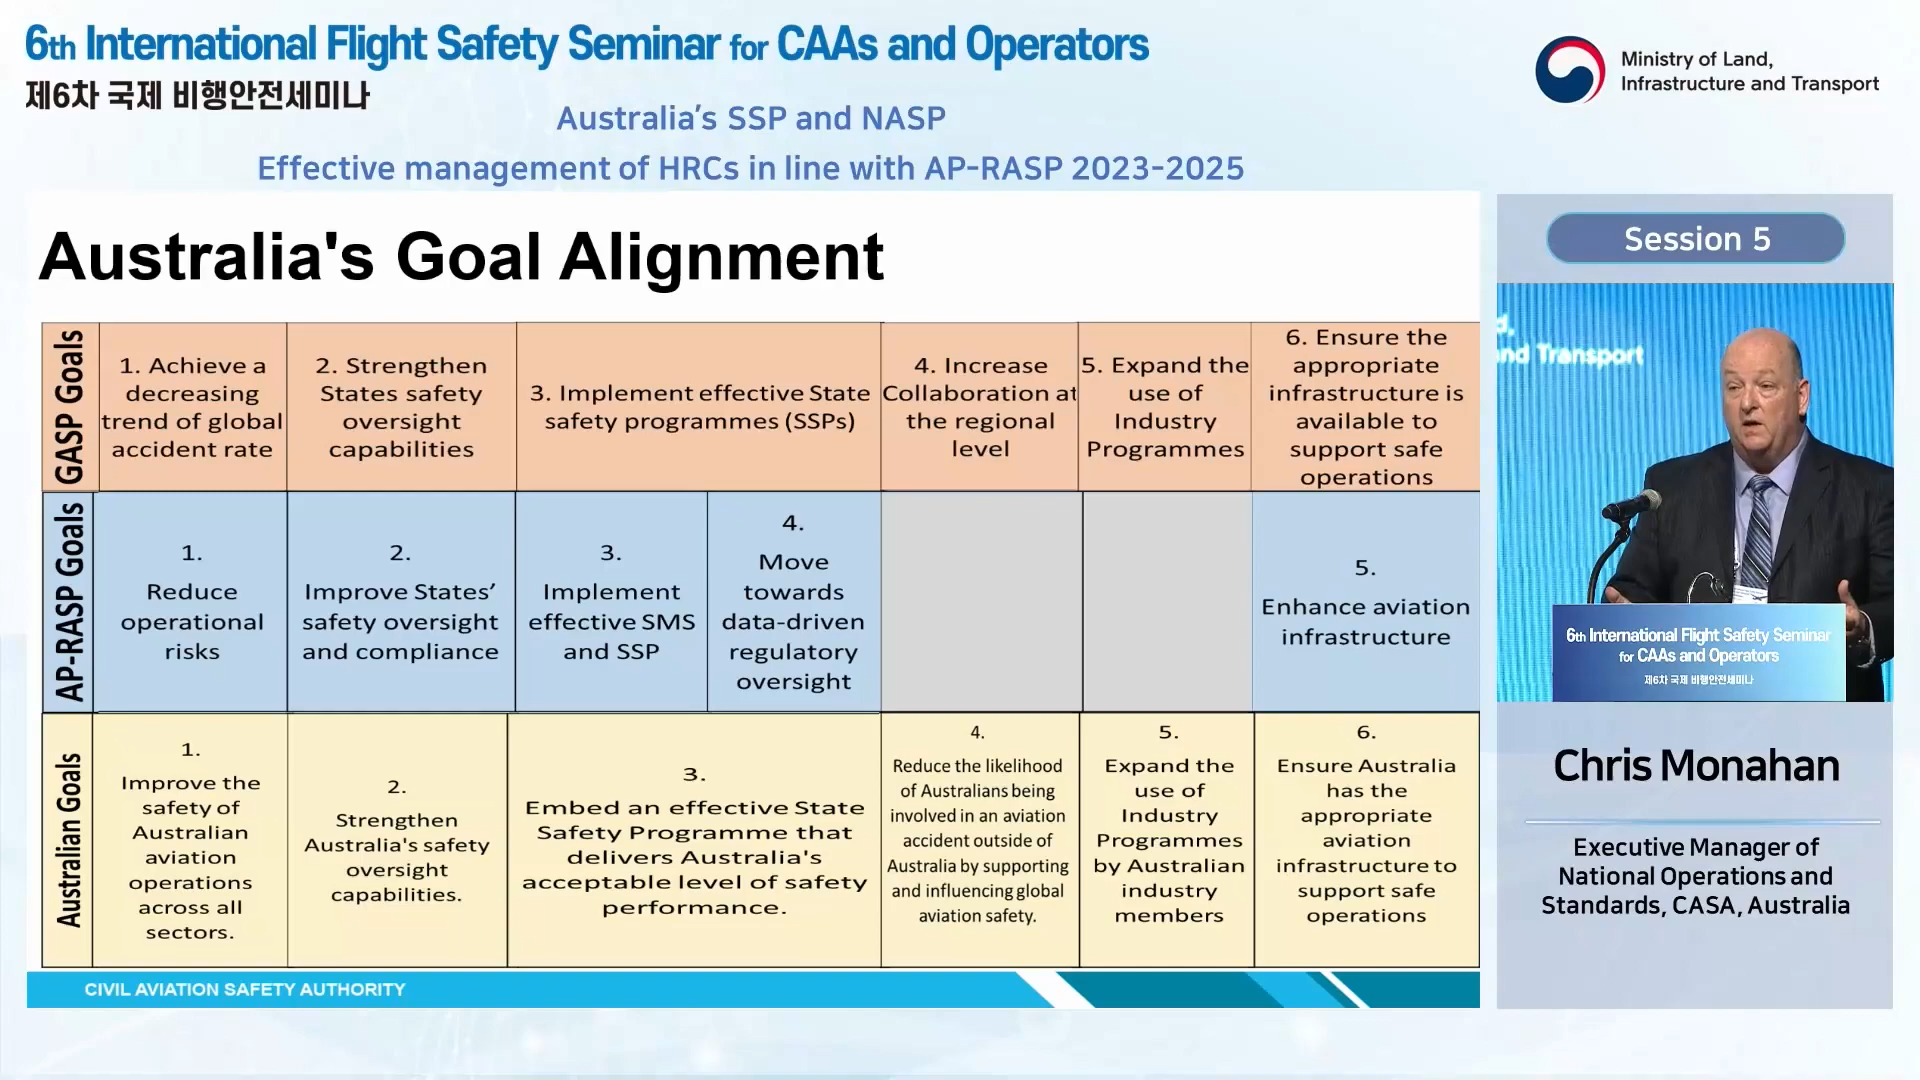 6th International Flight Safety Seminar for CAAs and Operators
제6차 국제 비행안전세미나
Ministry of Land,
Infrastructure and Transport
Australia's SSP and NASP
Effective management of HRCs in line with AP-RASP 2023-2025
Australia's Goal Alignment
GASP Goals
1. Achieve a
decreasing
trend of global
accident rate
2. Strengthen
States safety
oversight
capabilities
3. Implement effective State
safety programmes (SSPs)
4. Increase
Collaboration at
the regional
level
5. Expand the
use of
Industry
Programmes
6. Ensure the
appropriate
infrastructure is
available to
support safe
operations
AP-RASP Goals
1.
Reduce
operational
risks
2.
Improve States’
safety oversight
and compliance
3.
Implement
effective SMS
and SSP
4.
Move
towards
data-driven
regulatory
oversight
5.
Enhance aviation
infrastructure
Australian Goals
1.
Improve the
safety of
Australian
aviation
operations
across all
sectors.
2.
Strengthen
Australia's safety
oversight
capabilities.
3.
Embed an effective State
Safety Programme that
delivers Australia's
acceptable level of safety
performance.
4.
Reduce the likelihood
of Australians being
involved in an aviation
accident outside of
Australia by supporting
and influencing global
aviation safety.
5.
Expand the
use of
Industry
Programmes
by Australian
industry
members
6.
Ensure Australia
has the
appropriate
aviation
infrastructure to
support safe
operations
CIVIL AVIATION SAFETY AUTHORITY
Session 5
d,
nd Transport
6th International Flight Safety Seminar
for CAAs and Operators
제6차 국제 비행안전세미나
Chris Monahan
Executive Manager of
National Operations and
Standards, CASA, Australia